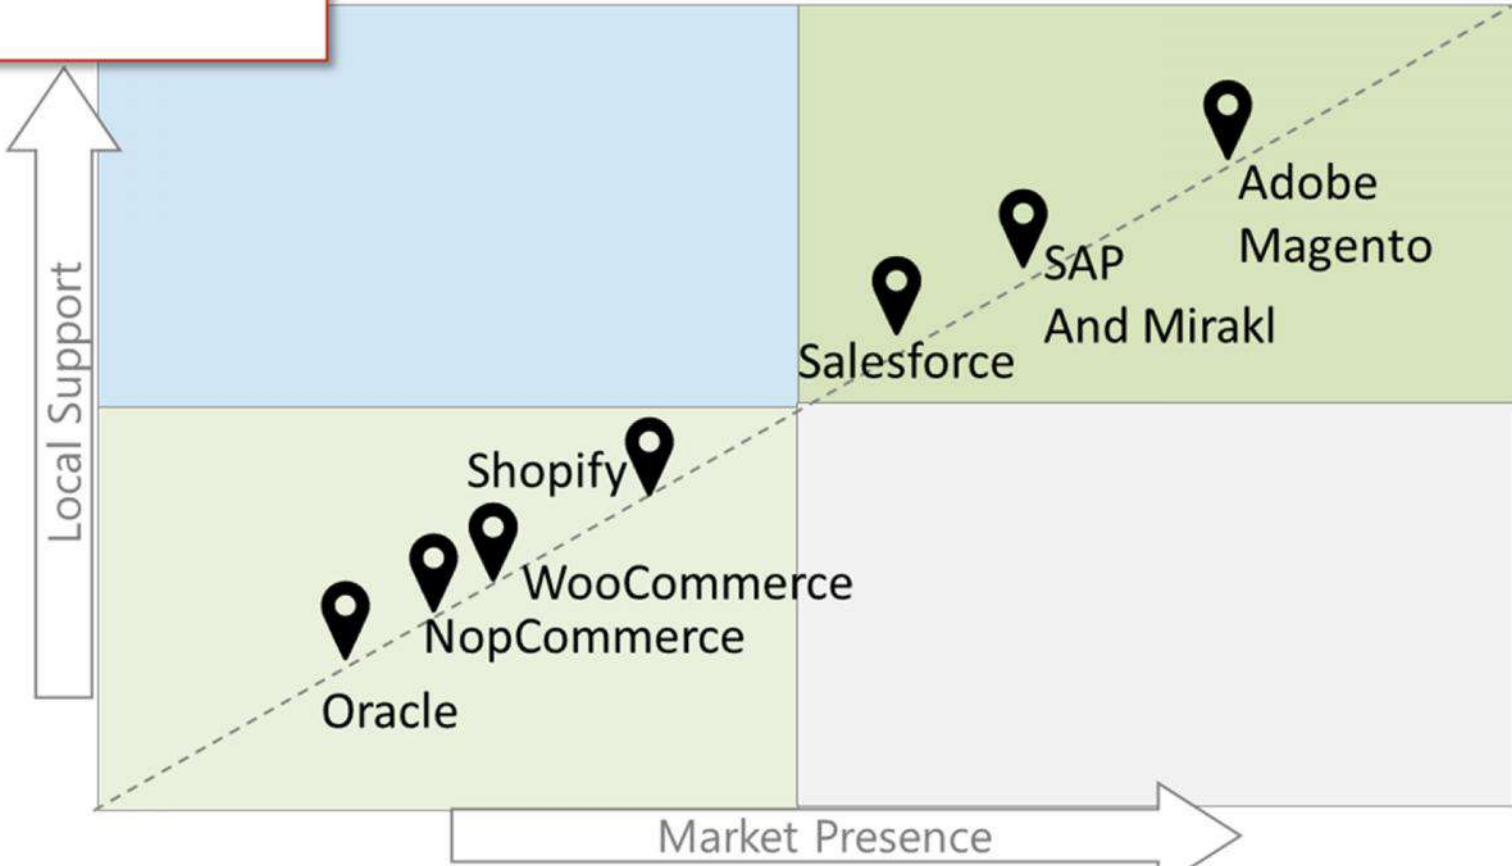 Adobe
Magento
SAP
And Mirakl
Salesforce
Shopify
WooCommerce
NopCommerce
Oracle
Local Support
Market Presence